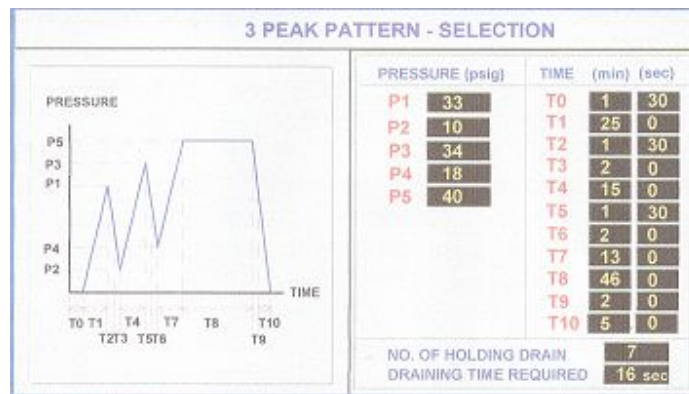 3 PEAK PATTERN - SELECTION
PRESSURE
P5
P3
P1
P4
P2
TIME
T0 T1 T4 T7 T8 T10
T2T3 T5T6 T9
PRESSURE (psig)
P1 33
P2 10
P3 34
P4 18
P5 40
TIME (min) (sec)
T0 1 30
T1 25 0
T2 1 30
T3 2 0
T4 15 0
T5 1 30
T6 2 0
T7 13 0
T8 46 0
T9 2 0
T10 5 0
NO. OF HOLDING DRAIN 7
DRAINING TIME REQUIRED 16 sec